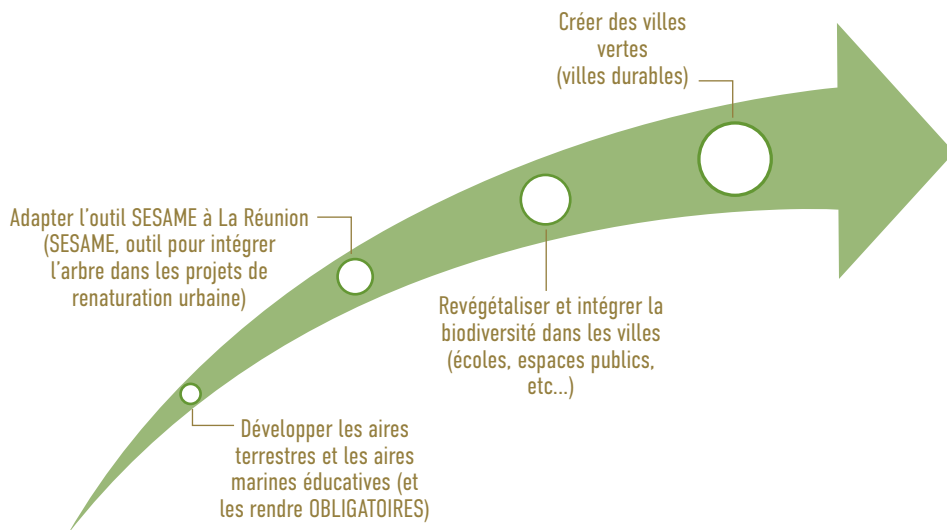 Créer des villes
vertes
(villes durables)
Adapter l'outil SESAME à La Réunion
(SESAME, outil pour intégrer
l'arbre dans les projets de
renaturation urbaine)
Revégétaliser et intégrer la
biodiversité dans les villes
(écoles, espaces publics,
etc...)
Développer les aires
terrestres et les aires
marines éducatives (et
les rendre OBLIGATOIRES)